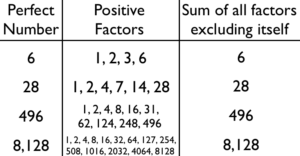 Perfect Number | Positive Factors | Sum of all factors excluding itself
6 | 1, 2, 3, 6 | 6
28 | 1, 2, 4, 7, 14, 28 | 28
496 | 1, 2, 4, 8, 16, 31,
62, 124, 248, 496 | 496
8,128 | 1, 2, 4, 8, 16, 32, 64, 127, 254,
508, 1016, 2032, 4064, 8128 | 8,128